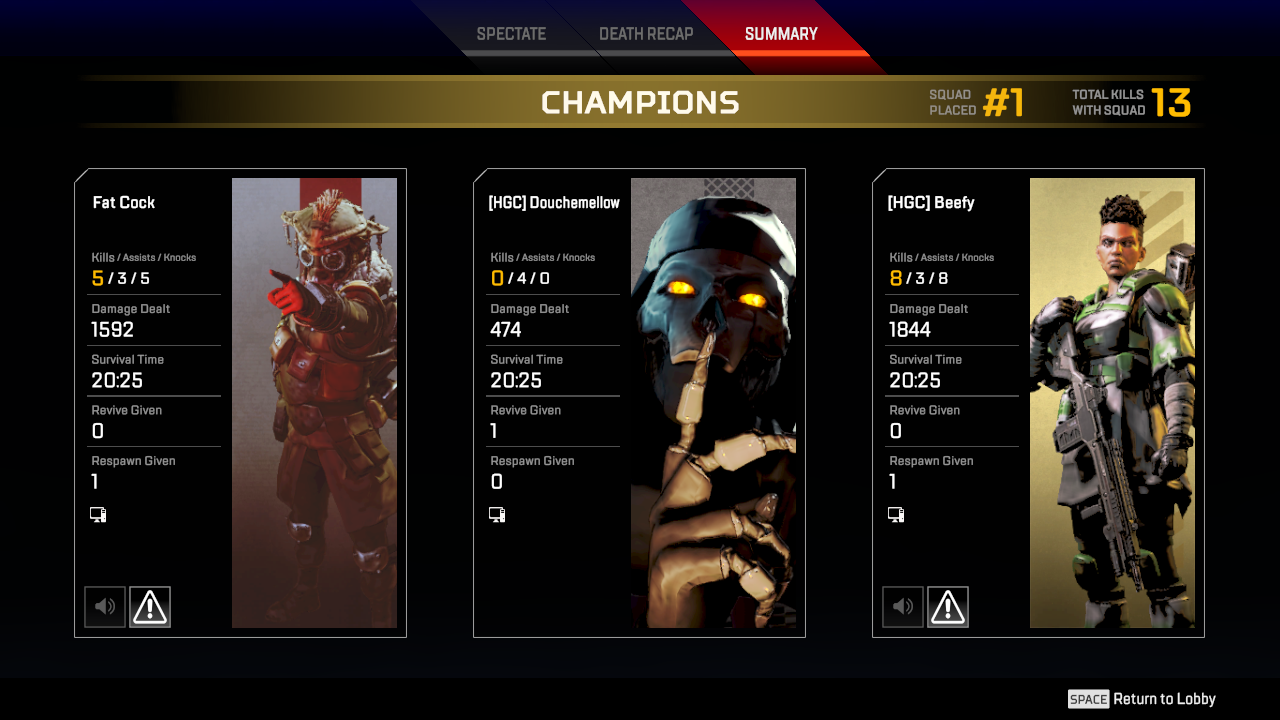 SPECTATE
DEATH RECAP
SUMMARY
CHAMPIONS
SQUAD
PLACED
#1
TOTAL KILLS
WITH SQUAD
13
Fat Cock
Kills / Assists / Knocks
5 / 3 / 5
Damage Dealt
1592
Survival Time
20:25
Revive Given
0
Respawn Given
1
[HGC] Douchemellow
Kills / Assists / Knocks
0 / 4 / 0
Damage Dealt
474
Survival Time
20:25
Revive Given
1
Respawn Given
0
[HGC] Beefy
Kills / Assists / Knocks
8 / 3 / 8
Damage Dealt
1844
Survival Time
20:25
Revive Given
0
Respawn Given
1
SPACE Return to Lobby